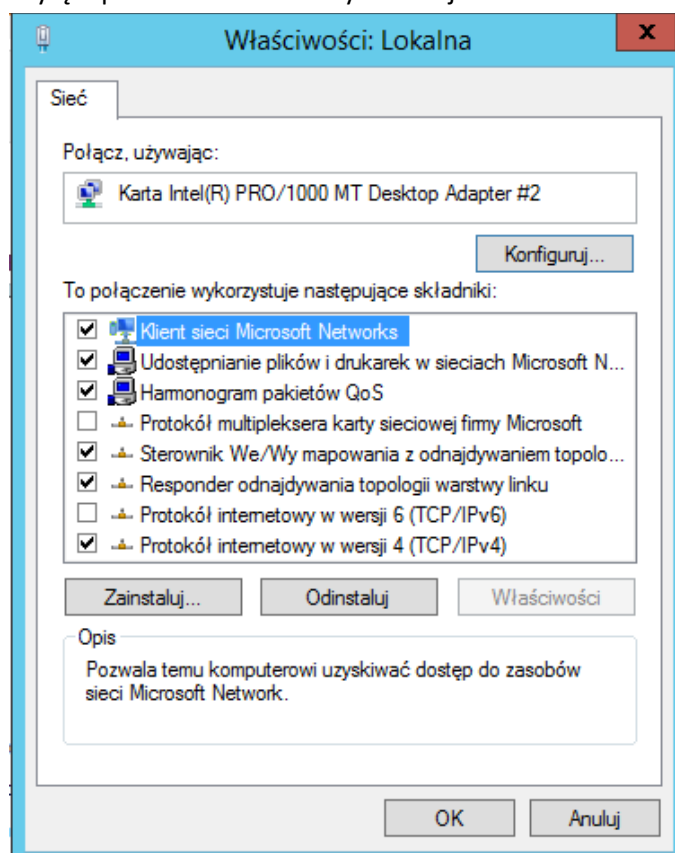 Właściwości: Lokalna
x
Sieć
Połącz, używając:
Karta Intel(R) PRO/1000 MT Desktop Adapter #2
Konfiguruj...
To połączenie wykorzystuje następujące składniki:
Klient sieci Microsoft Networks
Udostępnianie plików i drukarek w sieciach Microsoft N...
Harmonogram pakietów QoS
Protokół multipleksera karty sieciowej firmy Microsoft
Sterownik We/Wy mapowania z odnajdywaniem topolo...
Responder odnajdywania topologii warstwy linku
Protokół internetowy w wersji 6 (TCP/IPv6)
Protokół internetowy w wersji 4 (TCP/IPv4)
Zainstaluj... Odinstaluj Właściwości
Opis
Pozwala temu komputerowi uzyskiwać dostęp do zasobów
sieci Microsoft Network.
OK Anuluj